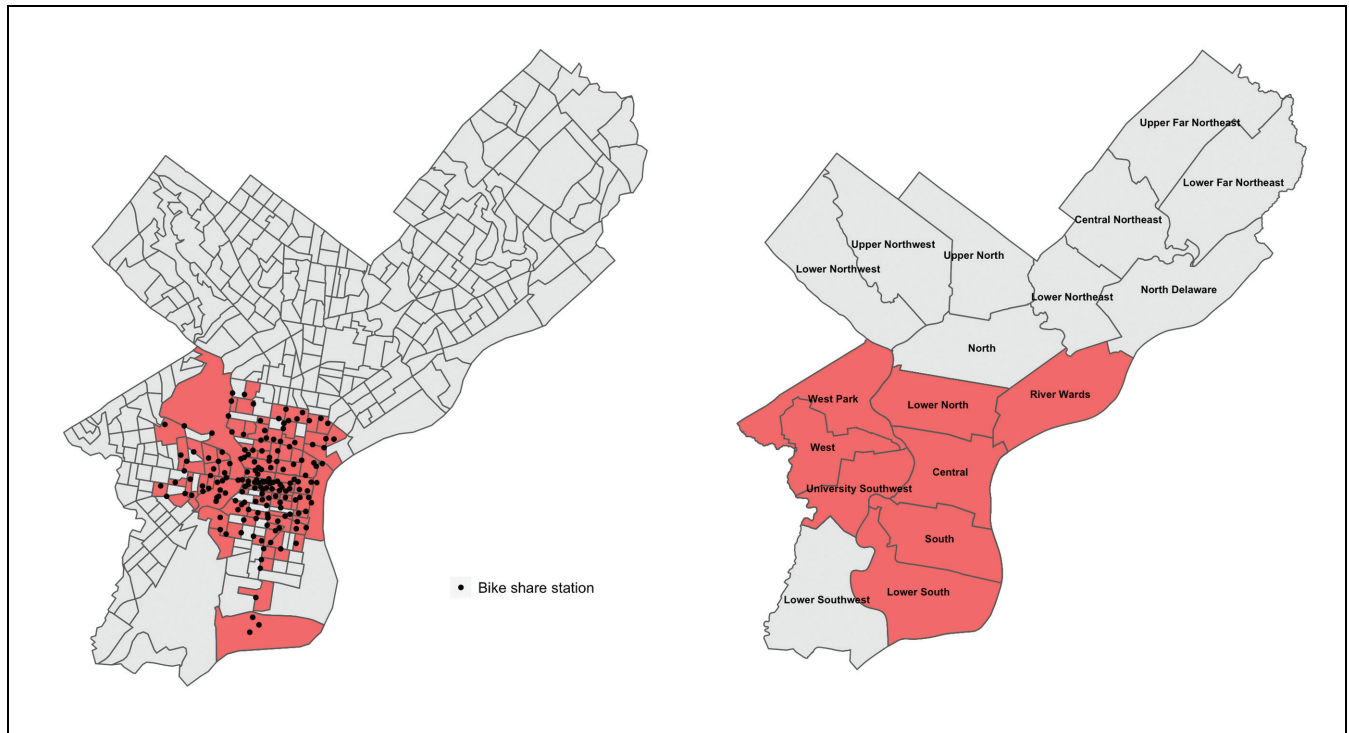 Upper Far Northeast
Lower Far Northeast
Central Northeast
Upper Northwest
Upper North
Lower Northwest
North Delaware
Lower Northeast
North
River Wards
West Park
Lower North
West
Central
University Southwest
South
Bike share station
Lower South
Lower Southwest